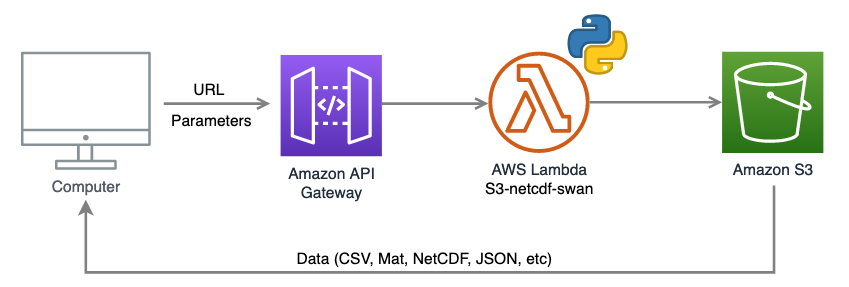 URL
Parameters
Computer
Amazon API
Gateway
AWS Lambda
S3-netcdf-swan
Amazon S3
Data (CSV, Mat, NetCDF, JSON, etc)